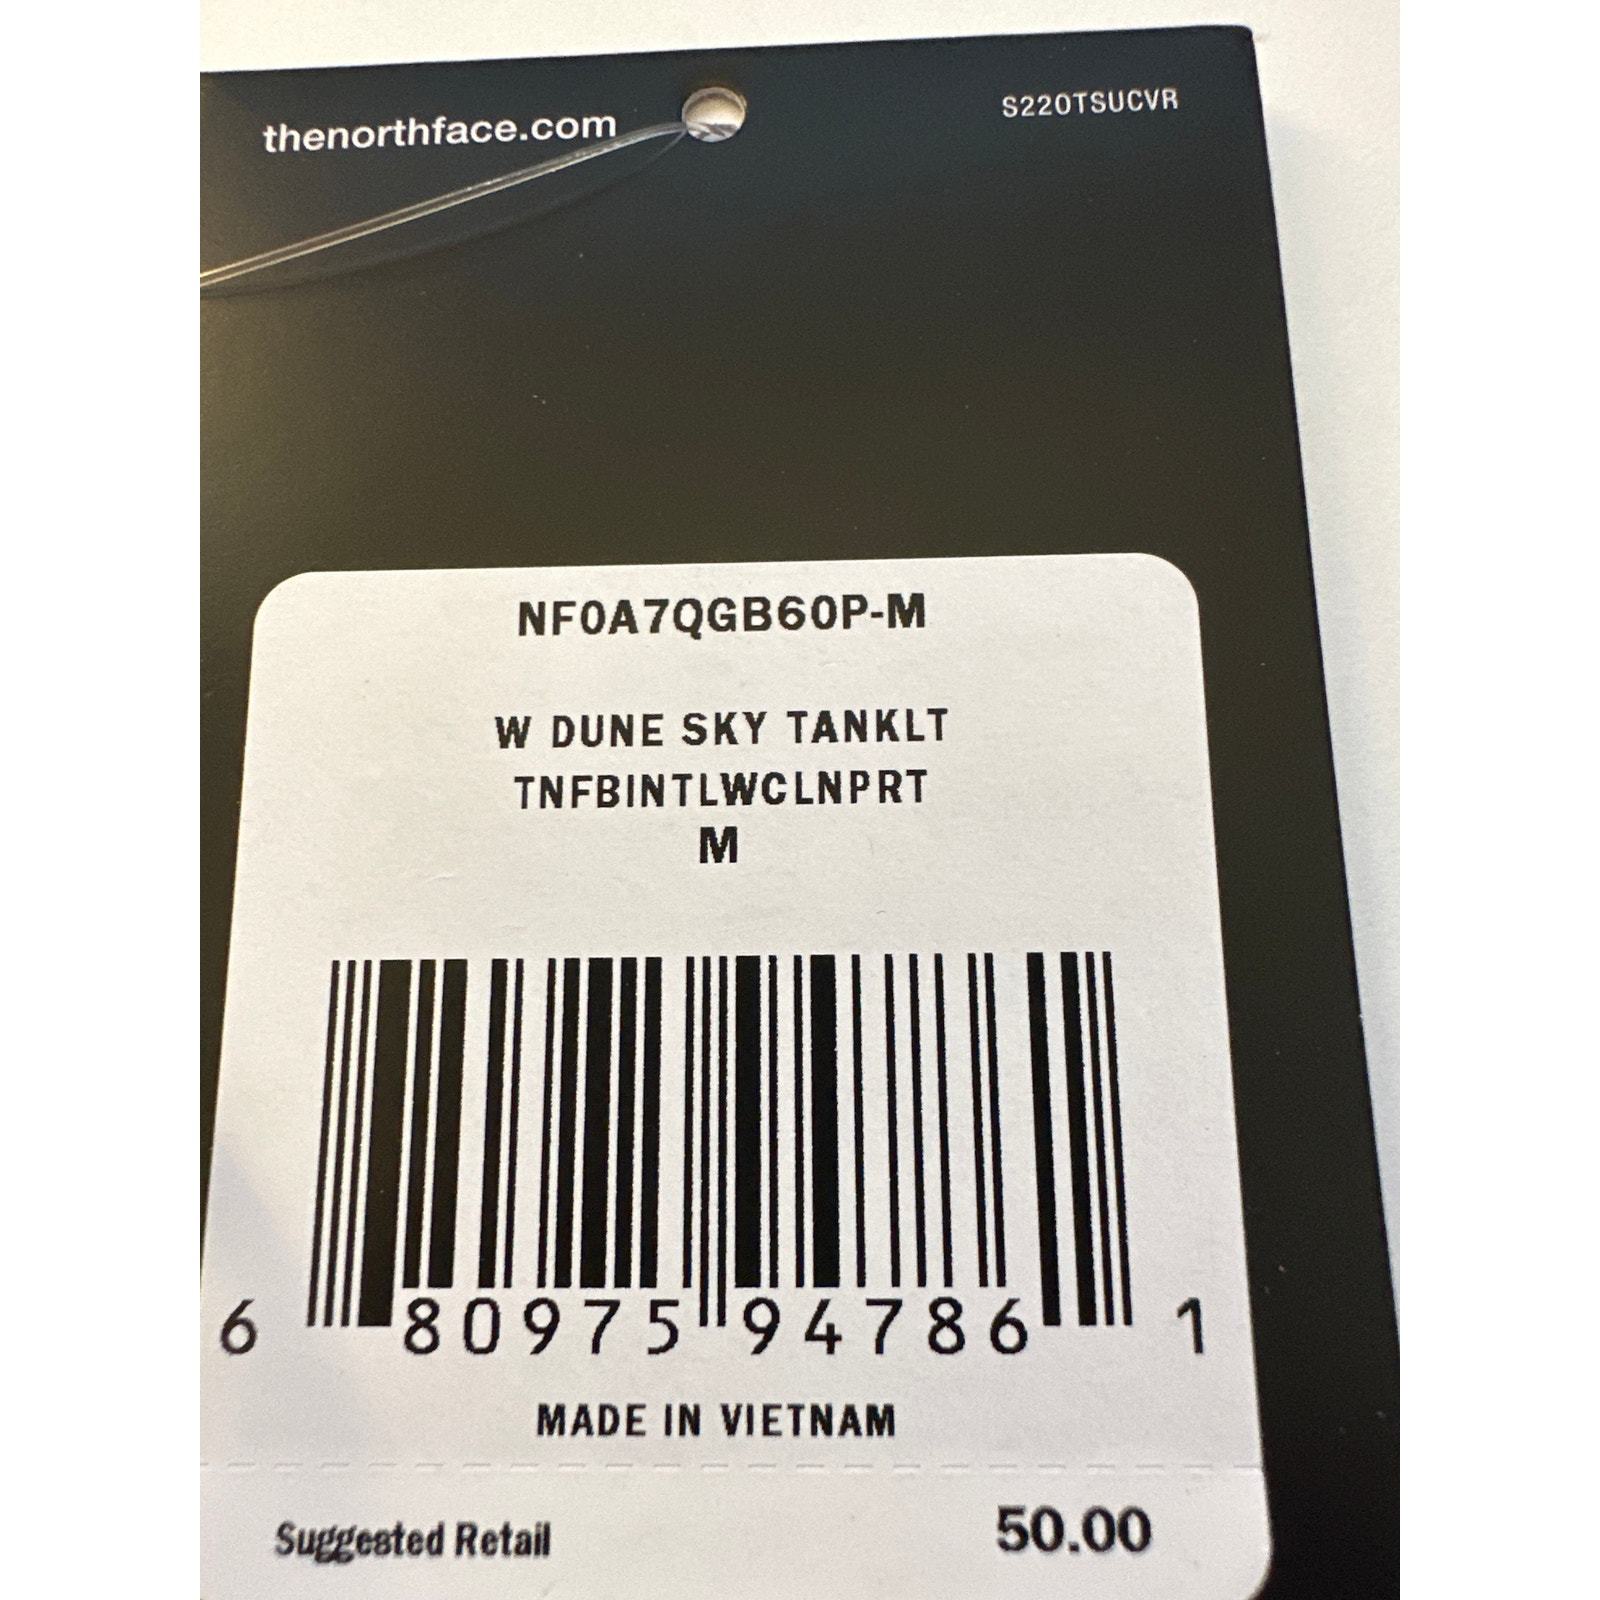 thenorthface.com
S220TSUCVR
NF0A7QGB60P-M
W DUNE SKY TANKLT
TNFBINTLWCLNPRT
M
6 80975 94786 1
MADE IN VIETNAM
Suggested Retail 50.00